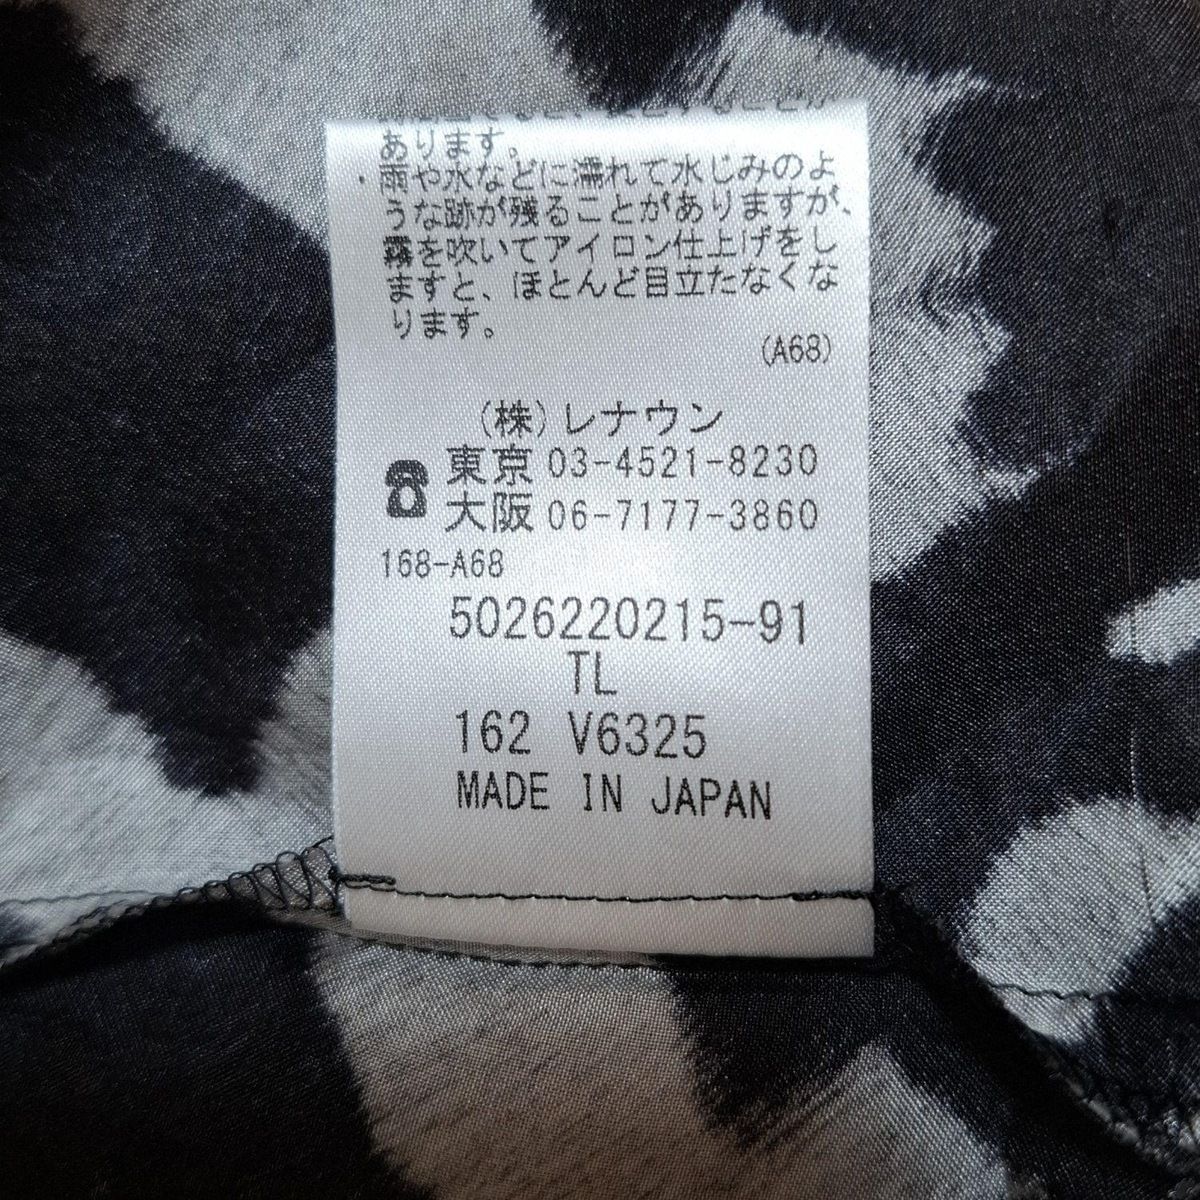 あります。
・雨や水などに濡れて水じみのよ
うな跡が残ることがありますが、
霧を吹いてアイロン仕上げをし
ますと、ほとんど目立たなくな
ります。
(A68)
(株)レナウン
☎東京 03-4521-8230
大阪 06-7177-3860
168-A68
5026220215-91
TL
162 V6325
MADE IN JAPAN